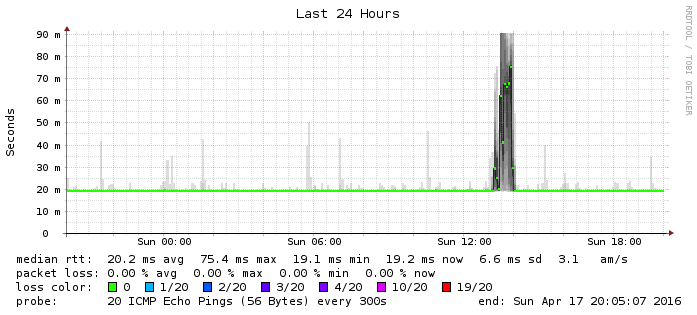 Last 24 Hours
RRDTOOL / TOBI OETIKER
Seconds
90 m
80 m
70 m
60 m
50 m
40 m
30 m
20 m
10 m
0
Sun 00:00 Sun 06:00 Sun 12:00 Sun 18:00
median rtt: 20.2 ms avg 75.4 ms max 19.1 ms min 19.2 ms now 6.6 ms sd 3.1 am/s
packet loss: 0.00 % avg 0.00 % max 0.00 % min 0.00 % now
loss color: 0 1/20 2/20 3/20 4/20 10/20 19/20
probe: 20 ICMP Echo Pings (56 Bytes) every 300s end: Sun Apr 17 20:05:07 2016